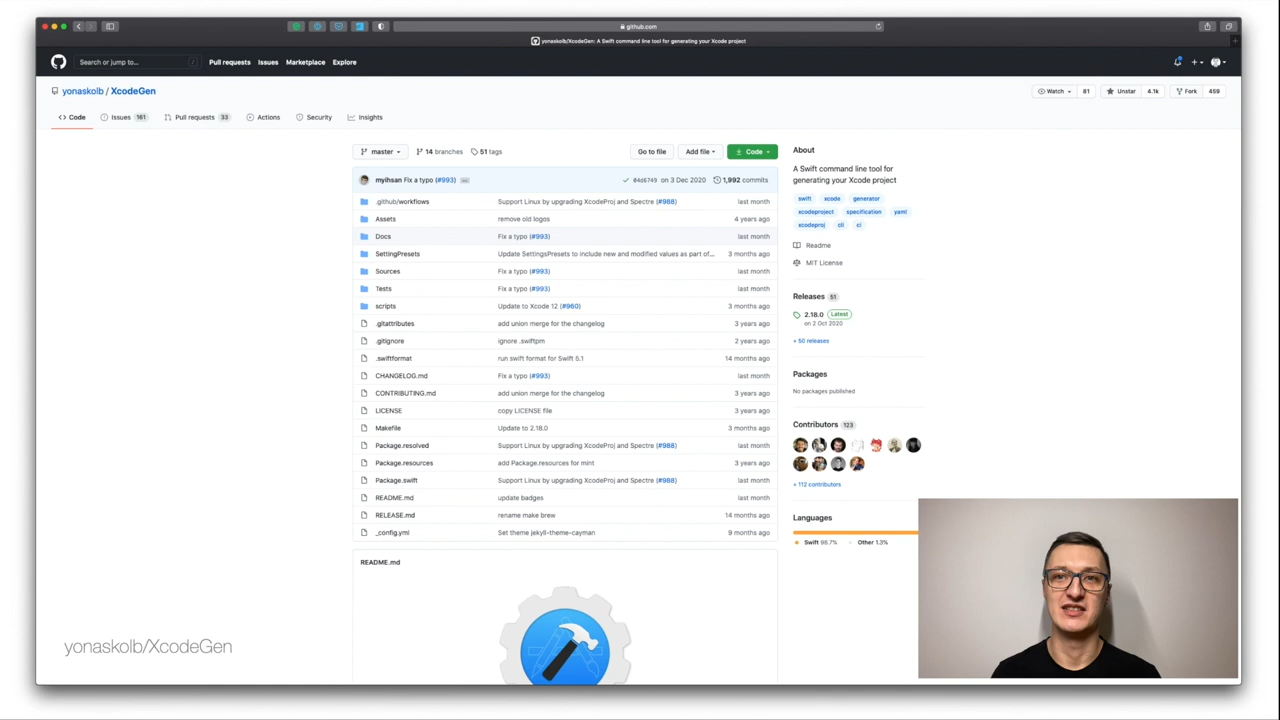 github.com
yonaskolb/XcodeGen: A Swift command line tool for generating your Xcode project
Search or jump to... /
Pull requests Issues Marketplace Explore
yonaskolb / XcodeGen
Watch 81 Unstar 4.1k Fork 459
Code Issues 161 Pull requests 33 Actions Security Insights
master 14 branches 51 tags Go to file Add file Code
myihsan Fix a typo (#993) ... #4d6749 on 3 Dec 2020 1,992 commits
.github/workflows Support Linux by upgrading XcodeProj and Spectre (#988) last month
Assets remove old logos 4 years ago
Docs Fix a typo (#993) last month
SettingPresets Update SettingsPresets to include new and modified values as part of... 3 months ago
Sources Fix a typo (#993) last month
Tests Fix a typo (#993) last month
scripts Update to Xcode 12 (#960) 3 months ago
.gitattributes add union merge for the changelog 3 years ago
.gitignore ignore .swiftpm 2 years ago
.swiftformat run swift format for Swift 5.1 14 months ago
CHANGELOG.md Fix a typo (#993) last month
CONTRIBUTING.md add union merge for the changelog 3 years ago
LICENSE copy LICENSE file 3 years ago
Makefile Update to 2.18.0 3 months ago
Package.resolved Support Linux by upgrading XcodeProj and Spectre (#988) last month
Package.resources add Package.resources for mint 3 years ago
Package.swift Support Linux by upgrading XcodeProj and Spectre (#988) last month
README.md update badges last month
RELEASE.md rename make brew 14 months ago
_config.yml Set theme jekyll-theme-cayman 9 months ago
README.md
About
A Swift command line tool for
generating your Xcode project
swift xcode generator
xcodeproject specification yaml
xcodeproj cli ci
Readme
MIT License
Releases 51
2.18.0 Latest
on 2 Oct 2020
+ 50 releases
Packages
No packages published
Contributors 123
+ 112 contributors
Languages
Swift 98.7% Other 1.3%
yonaskolb/XcodeGen